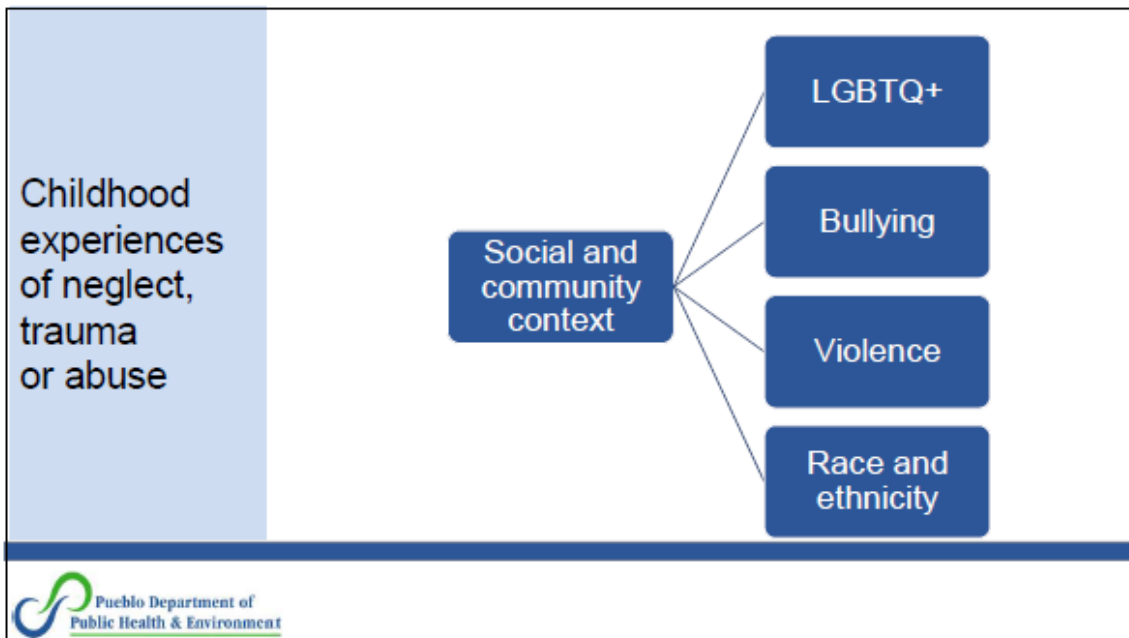 Childhood
experiences
of neglect,
trauma
or abuse
Social and
community
context
LGBTQ+
Bullying
Violence
Race and
ethnicity
Pueblo Department of
Public Health & Environment